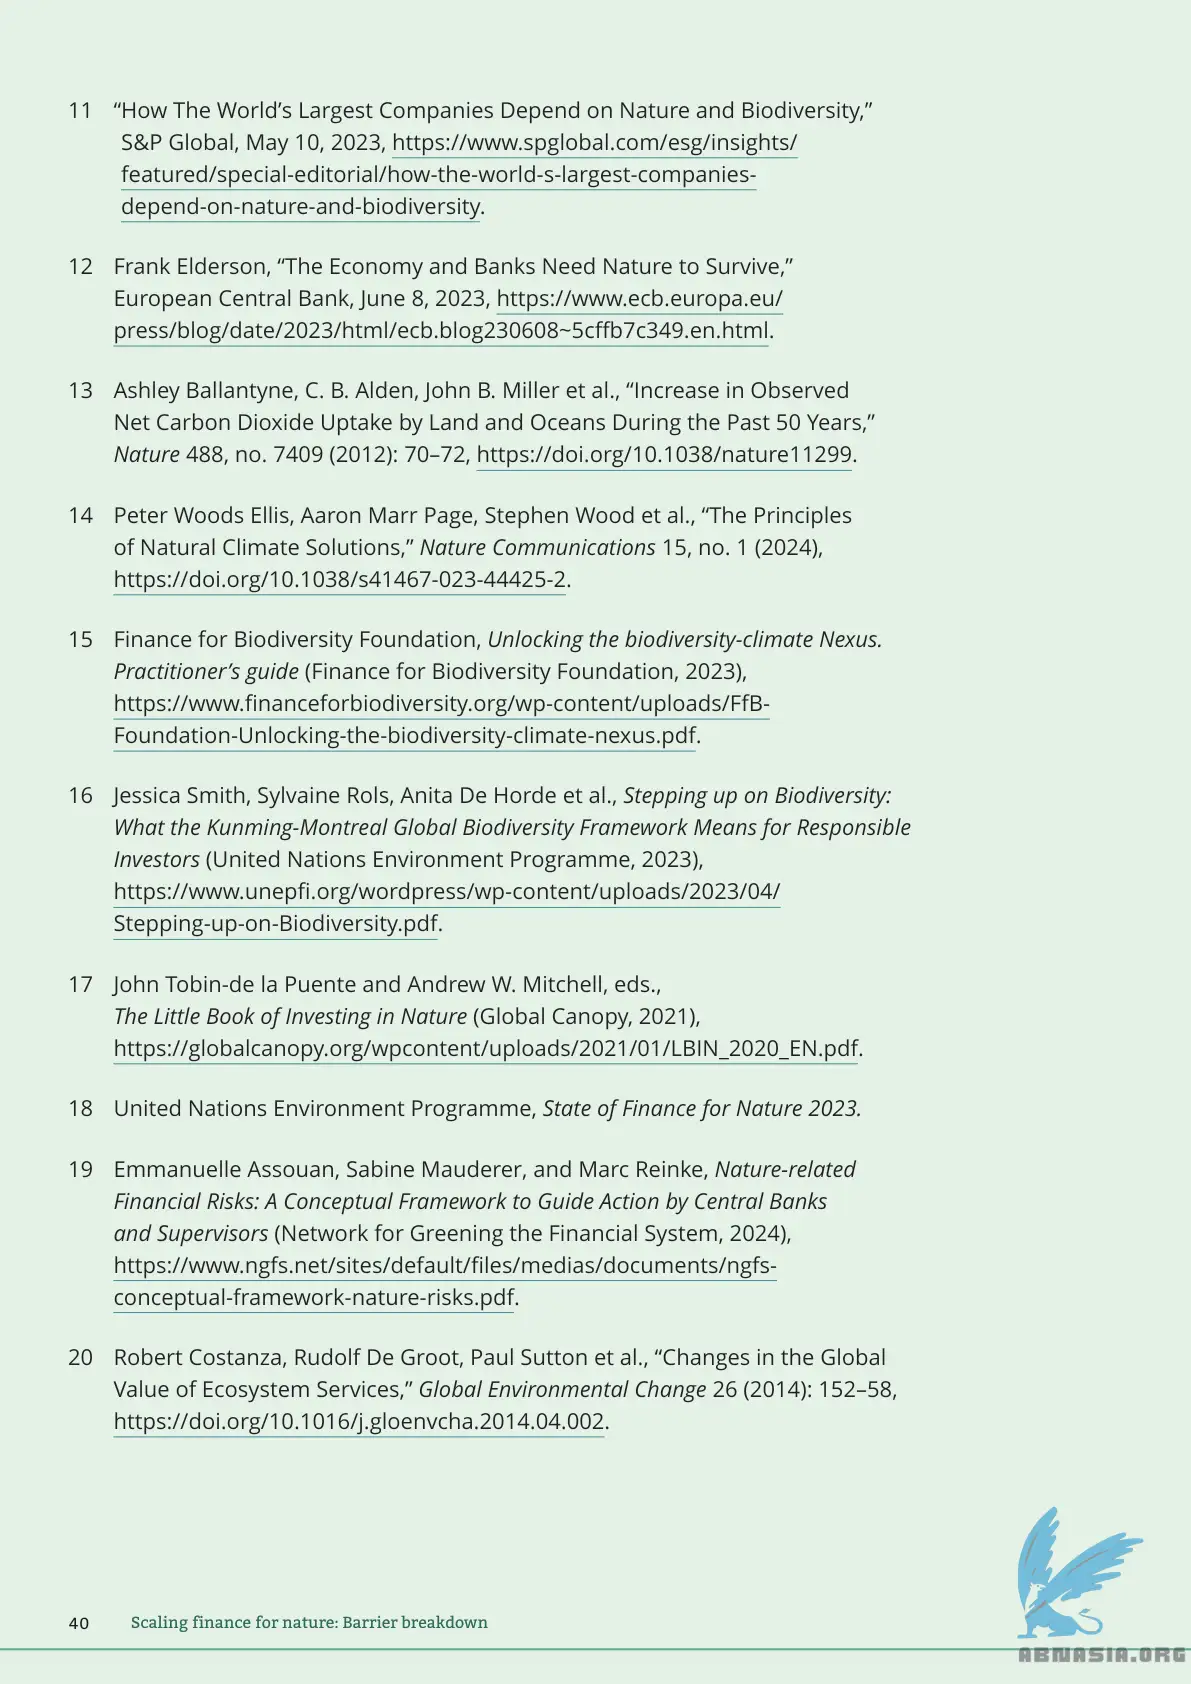 11 “How The World’s Largest Companies Depend on Nature and Biodiversity,”
S&P Global, May 10, 2023, https://www.spglobal.com/esg/insights/
featured/special-editorial/how-the-world-s-largest-companies-
depend-on-nature-and-biodiversity.
12 Frank Elderson, “The Economy and Banks Need Nature to Survive,”
European Central Bank, June 8, 2023, https://www.ecb.europa.eu/
press/blog/date/2023/html/ecb.blog230608~5cffb7c349.en.html.
13 Ashley Ballantyne, C. B. Alden, John B. Miller et al., “Increase in Observed
Net Carbon Dioxide Uptake by Land and Oceans During the Past 50 Years,”
Nature 488, no. 7409 (2012): 70–72, https://doi.org/10.1038/nature11299.
14 Peter Woods Ellis, Aaron Marr Page, Stephen Wood et al., “The Principles
of Natural Climate Solutions,” Nature Communications 15, no. 1 (2024),
https://doi.org/10.1038/s41467-023-44425-2.
15 Finance for Biodiversity Foundation, Unlocking the biodiversity-climate Nexus.
Practitioner’s guide (Finance for Biodiversity Foundation, 2023),
https://www.financeforbiodiversity.org/wp-content/uploads/FfB-
Foundation-Unlocking-the-biodiversity-climate-nexus.pdf.
16 Jessica Smith, Sylvaine Rols, Anita De Horde et al., Stepping up on Biodiversity:
What the Kunming-Montreal Global Biodiversity Framework Means for Responsible
Investors (United Nations Environment Programme, 2023),
https://www.unepfi.org/wordpress/wp-content/uploads/2023/04/
Stepping-up-on-Biodiversity.pdf.
17 John Tobin-de la Puente and Andrew W. Mitchell, eds.,
The Little Book of Investing in Nature (Global Canopy, 2021),
https://globalcanopy.org/wpcontent/uploads/2021/01/LBIN_2020_EN.pdf.
18 United Nations Environment Programme, State of Finance for Nature 2023.
19 Emmanuelle Assouan, Sabine Mauderer, and Marc Reinke, Nature-related
Financial Risks: A Conceptual Framework to Guide Action by Central Banks
and Supervisors (Network for Greening the Financial System, 2024),
https://www.ngfs.net/sites/default/files/medias/documents/ngfs-
conceptual-framework-nature-risks.pdf.
20 Robert Costanza, Rudolf De Groot, Paul Sutton et al., “Changes in the Global
Value of Ecosystem Services,” Global Environmental Change 26 (2014): 152–58,
https://doi.org/10.1016/j.gloenvcha.2014.04.002.
40 Scaling finance for nature: Barrier breakdown
ABNASIA.ORG